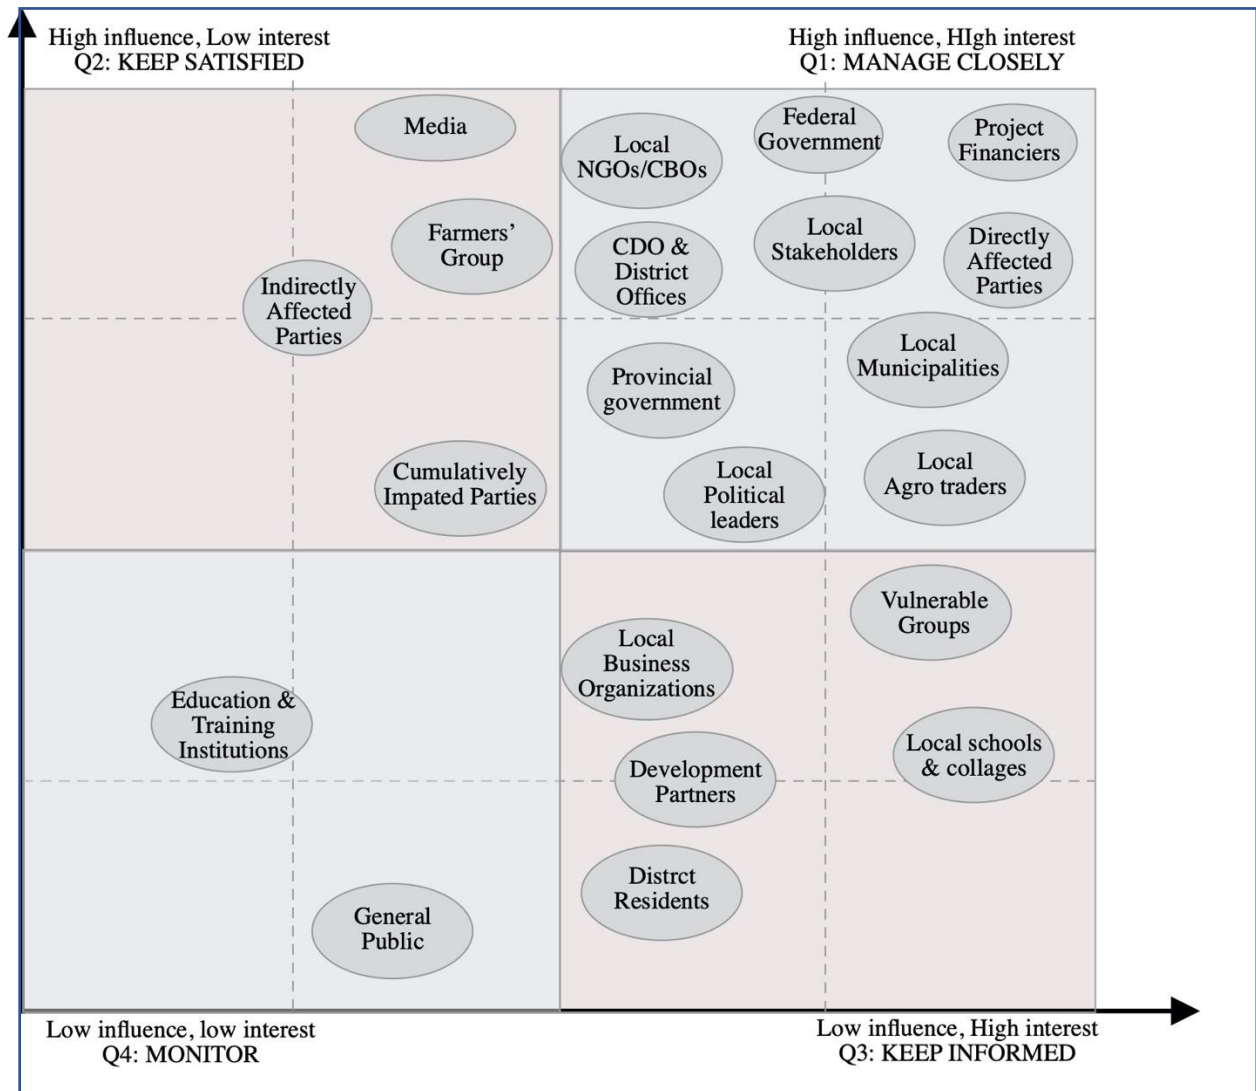 High influence, Low interest
Q2: KEEP SATISFIED
High influence, HIgh interest
Q1: MANAGE CLOSELY
Media
Farmers’
Group
Indirectly
Affected
Parties
Cumulatively
Impated Parties
Local
NGOs/CBOs
Federal
Government
Project
Financiers
CDO &
District
Offices
Local
Stakeholders
Directly
Affected
Parties
Provincial
government
Local
Municipalities
Local
Political
leaders
Local
Agro traders
Education &
Training
Institutions
General
Public
Local
Business
Organizations
Vulnerable
Groups
Development
Partners
Local schools
& collages
Distrct
Residents
Low influence, low interest
Q4: MONITOR
Low influence, High interest
Q3: KEEP INFORMED